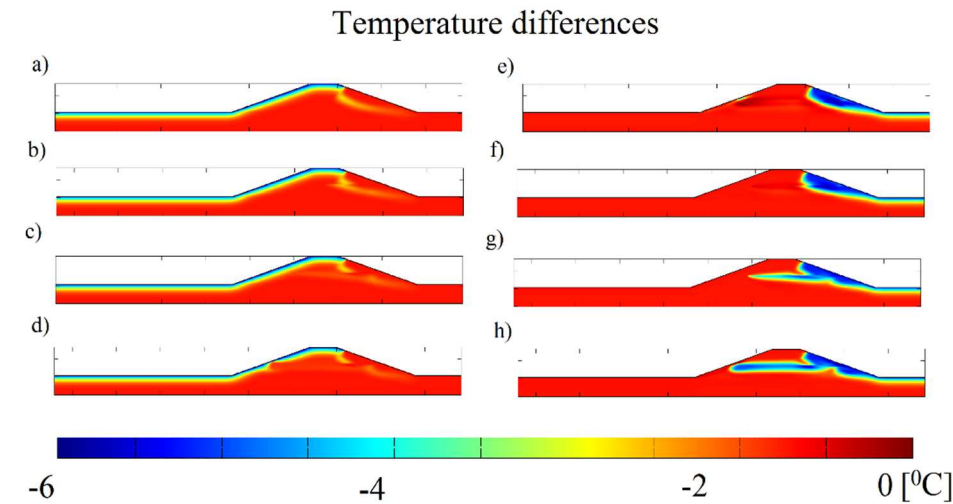 Temperature differences
a)
e)
b)
f)
c)
g)
d)
h)
-6 -4 -2 0 [⁰C]